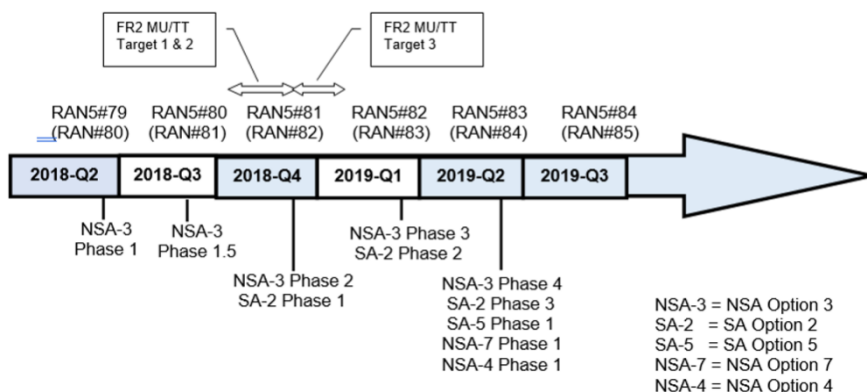 FR2 MU/TT
Target 1 & 2
FR2 MU/TT
Target 3
RAN5#79
(RAN#80)
RAN5#80
(RAN#81)
RAN5#81
(RAN#82)
RAN5#82
(RAN#83)
RAN5#83
(RAN#84)
RAN5#84
(RAN#85)
2018-Q2
2018-Q3
2018-Q4
2019-Q1
2019-Q2
2019-Q3
NSA-3
Phase 1
NSA-3
Phase 1.5
NSA-3 Phase 2
SA-2 Phase 1
NSA-3 Phase 3
SA-2 Phase 2
NSA-3 Phase 4
SA-2 Phase 3
SA-5 Phase 1
NSA-7 Phase 1
NSA-4 Phase 1
NSA-3 = NSA Option 3
SA-2 = SA Option 2
SA-5 = SA Option 5
NSA-7 = NSA Option 7
NSA-4 = NSA Option 4